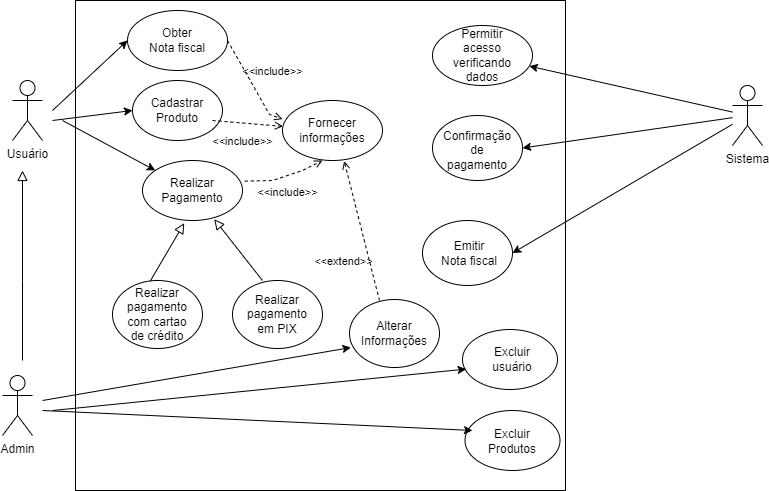 Obter
Nota fiscal
<<include>>
Permitir
acesso
verificando
dados
Usuário
Cadastrar
Produto
<<include>>
Fornecer
informações
Confirmação
de
pagamento
Sistema
Realizar
Pagamento
<<include>>
<<extend>>
Emitir
Nota fiscal
Realizar
pagamento
com cartao
de crédito
Realizar
pagamento
em PIX
Alterar
Informações
Excluir
usuário
Admin
Excluir
Produtos